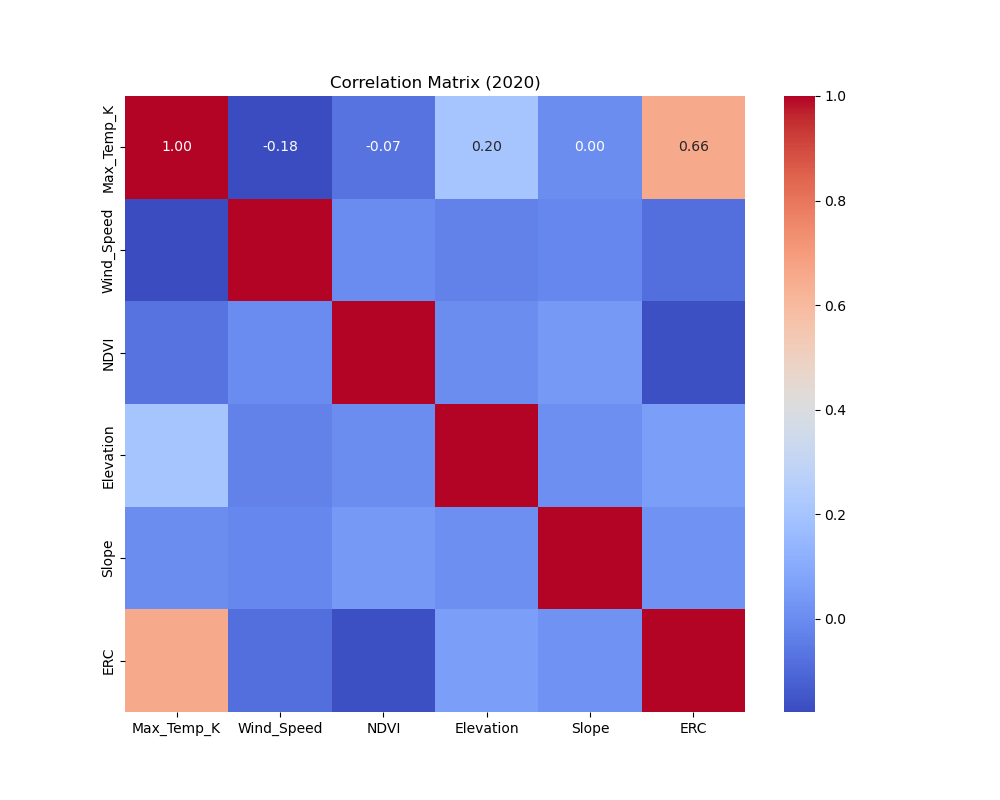 Correlation Matrix (2020)
Max_Temp_K
1.00 -0.18 -0.07 0.20 0.00 0.66
Wind_Speed
NDVI
Elevation
Slope
ERC
Max_Temp_K Wind_Speed NDVI Elevation Slope ERC
1.0
0.8
0.6
0.4
0.2
0.0